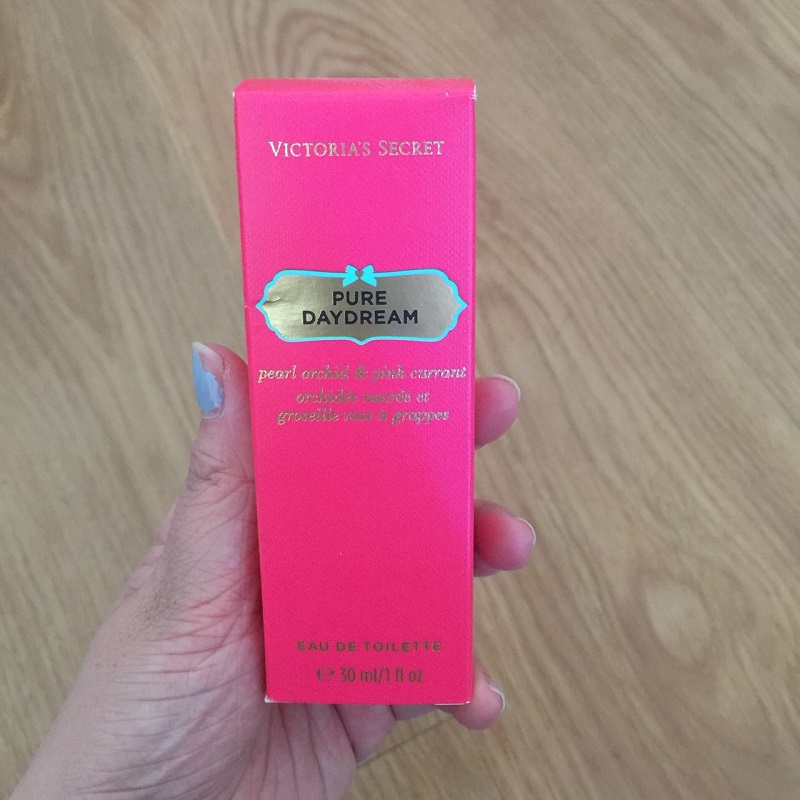 VICTORIA'S SECRET
PURE
DAYDREAM
pearl orchid & pink currant
orchidée nacrée et
groseille rose à grappes
EAU DE TOILETTE
℮ 30 ml/1 fl oz